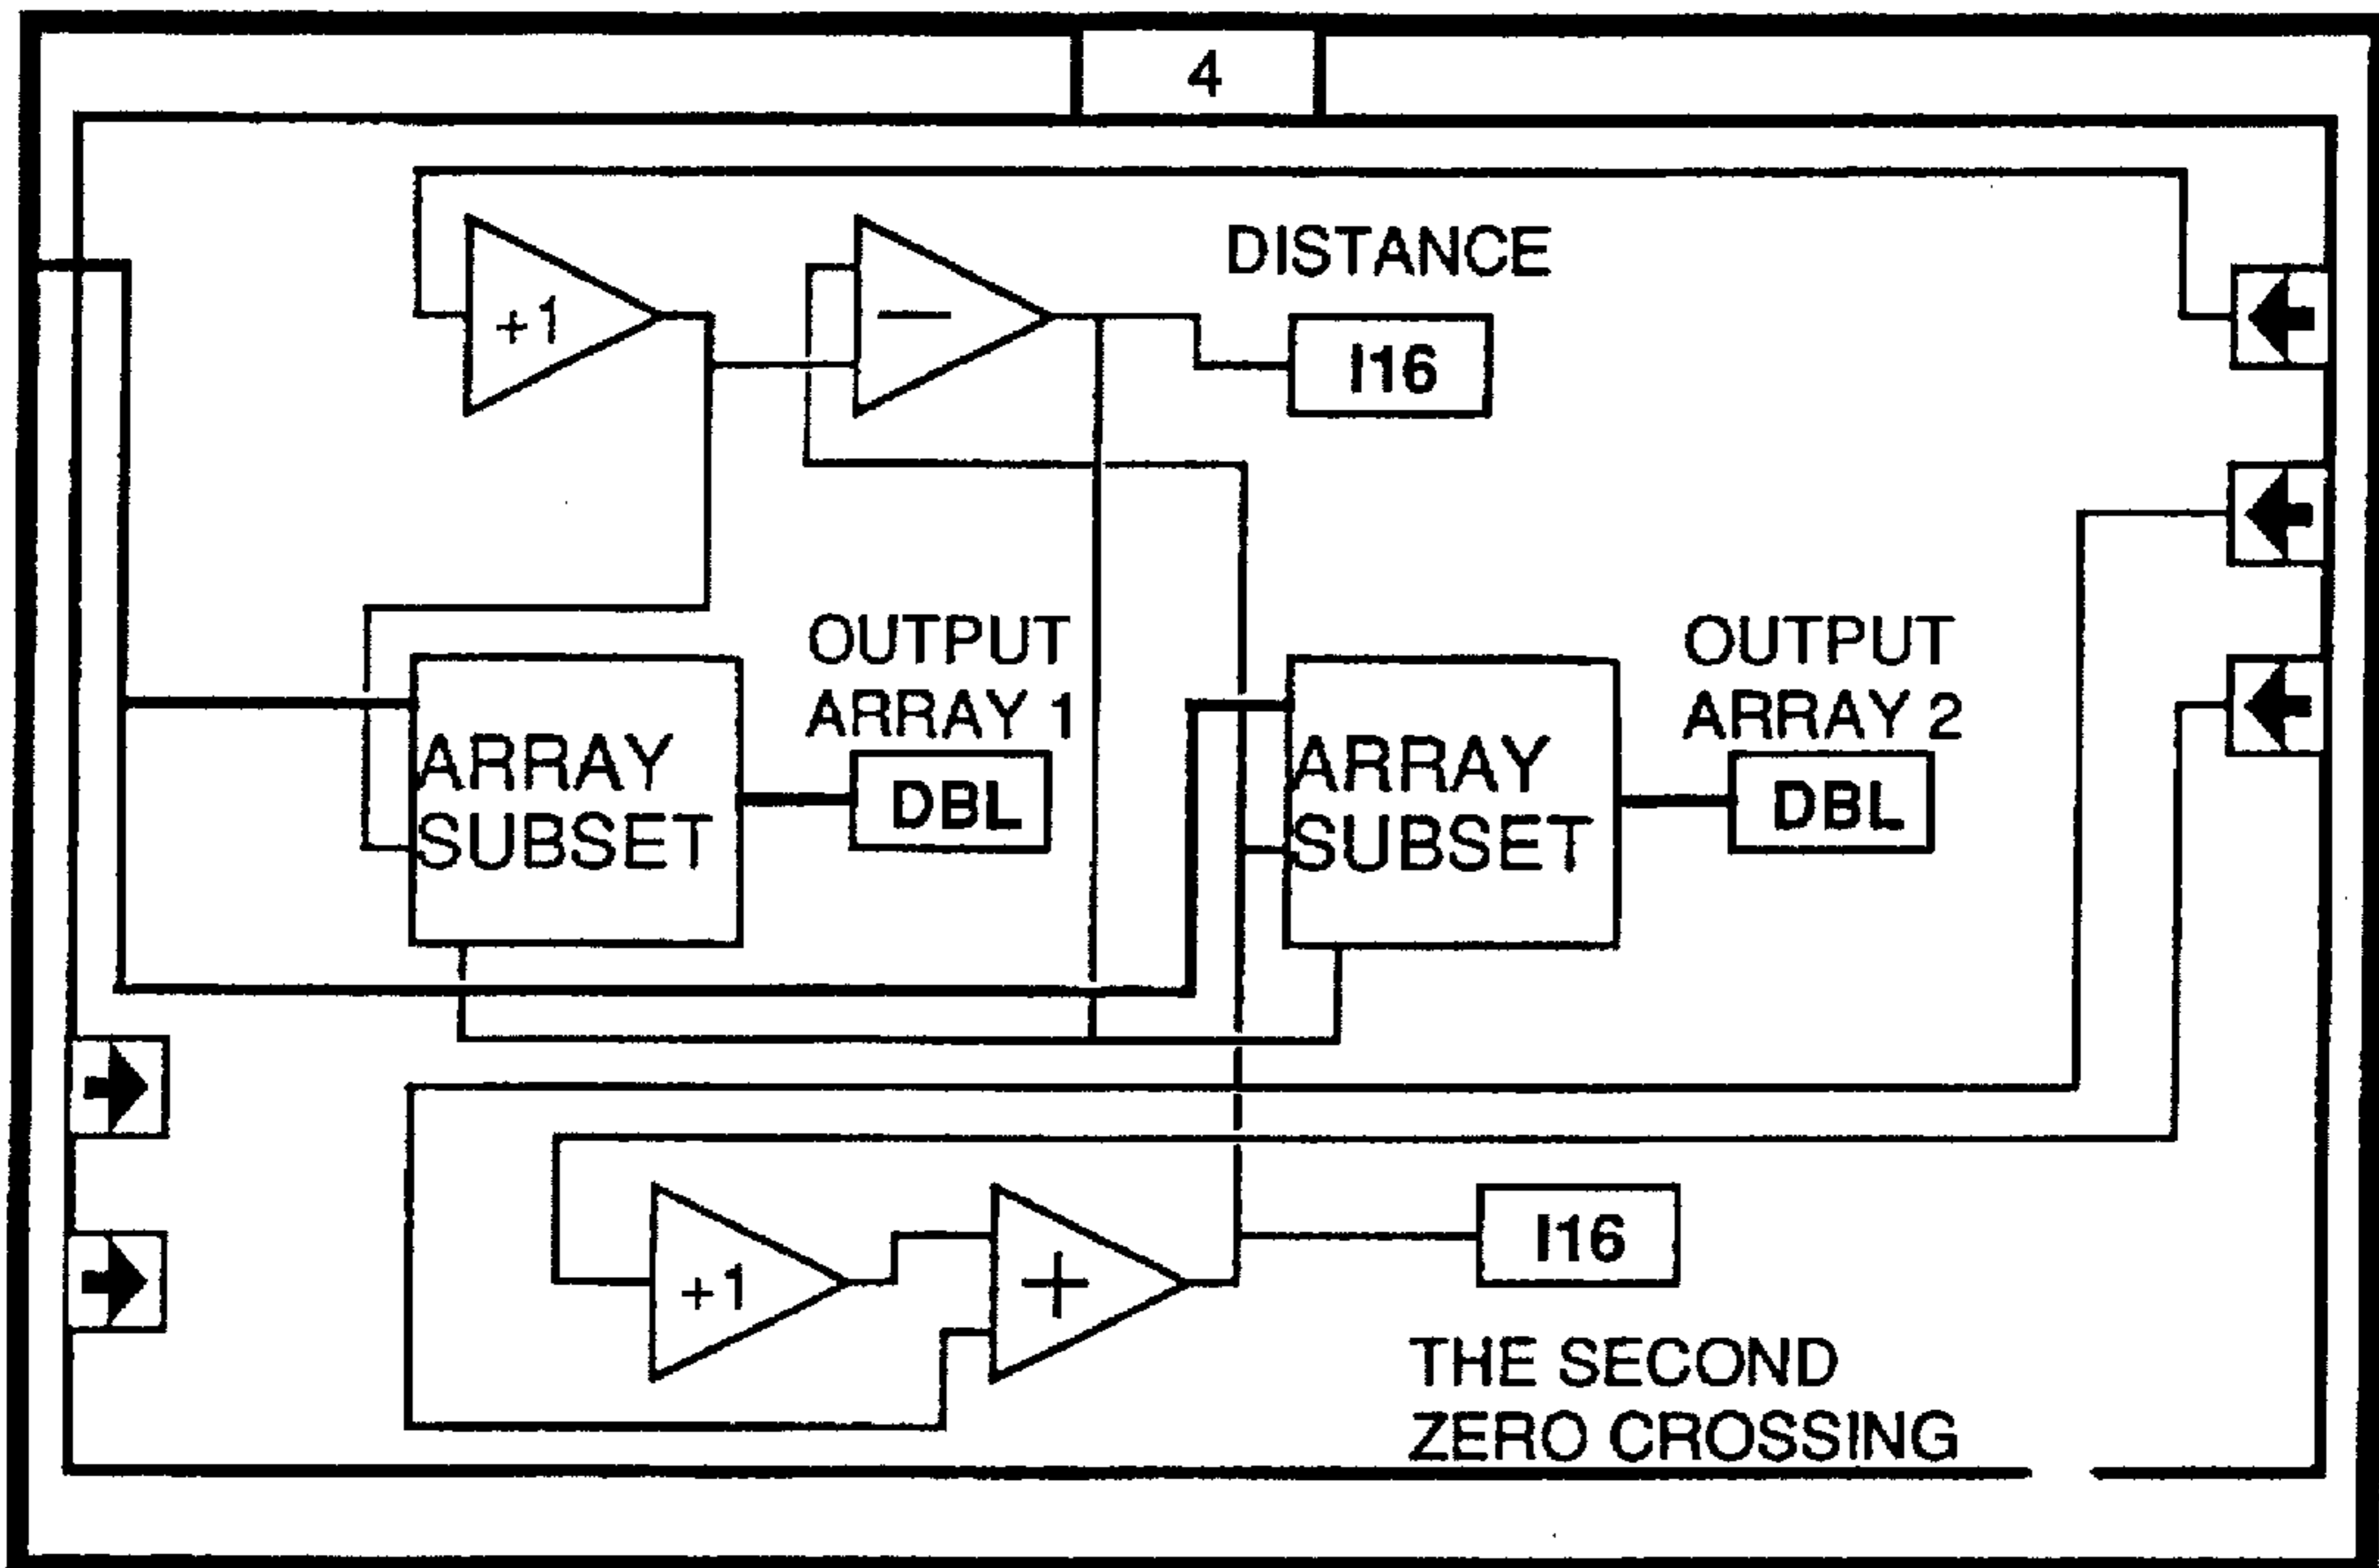 4
DISTANCE
+1
−
I16
OUTPUT
ARRAY 1
OUTPUT
ARRAY 2
ARRAY
SUBSET
DBL
ARRAY
SUBSET
DBL
+1
+
I16
THE SECOND
ZERO CROSSING